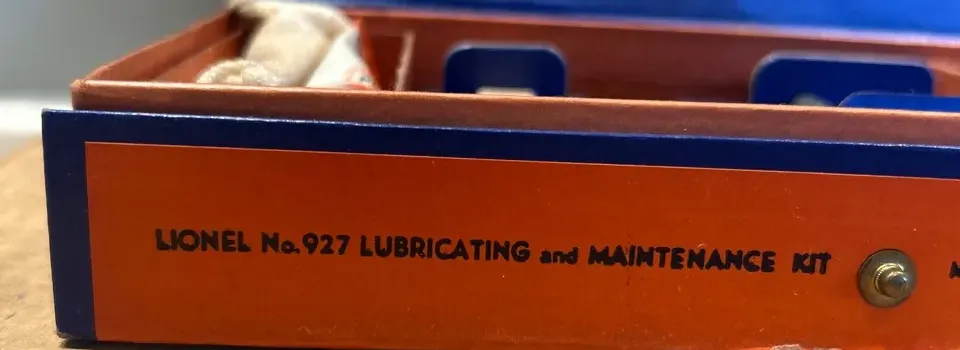 LIONEL No.927 LUBRICATING and MAINTENANCE KIT